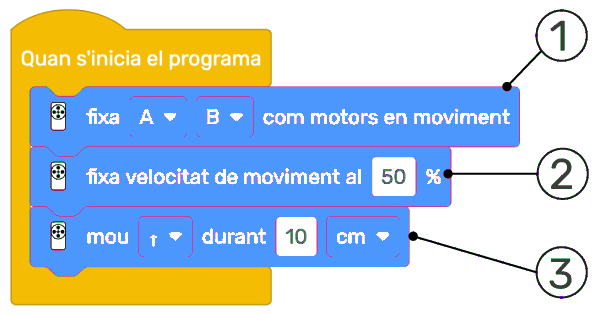 Quan s'inicia el programa
1
fixa A B com motors en moviment
fixa velocitat de moviment al 50 %
2
mou ↑ durant 10 cm
3